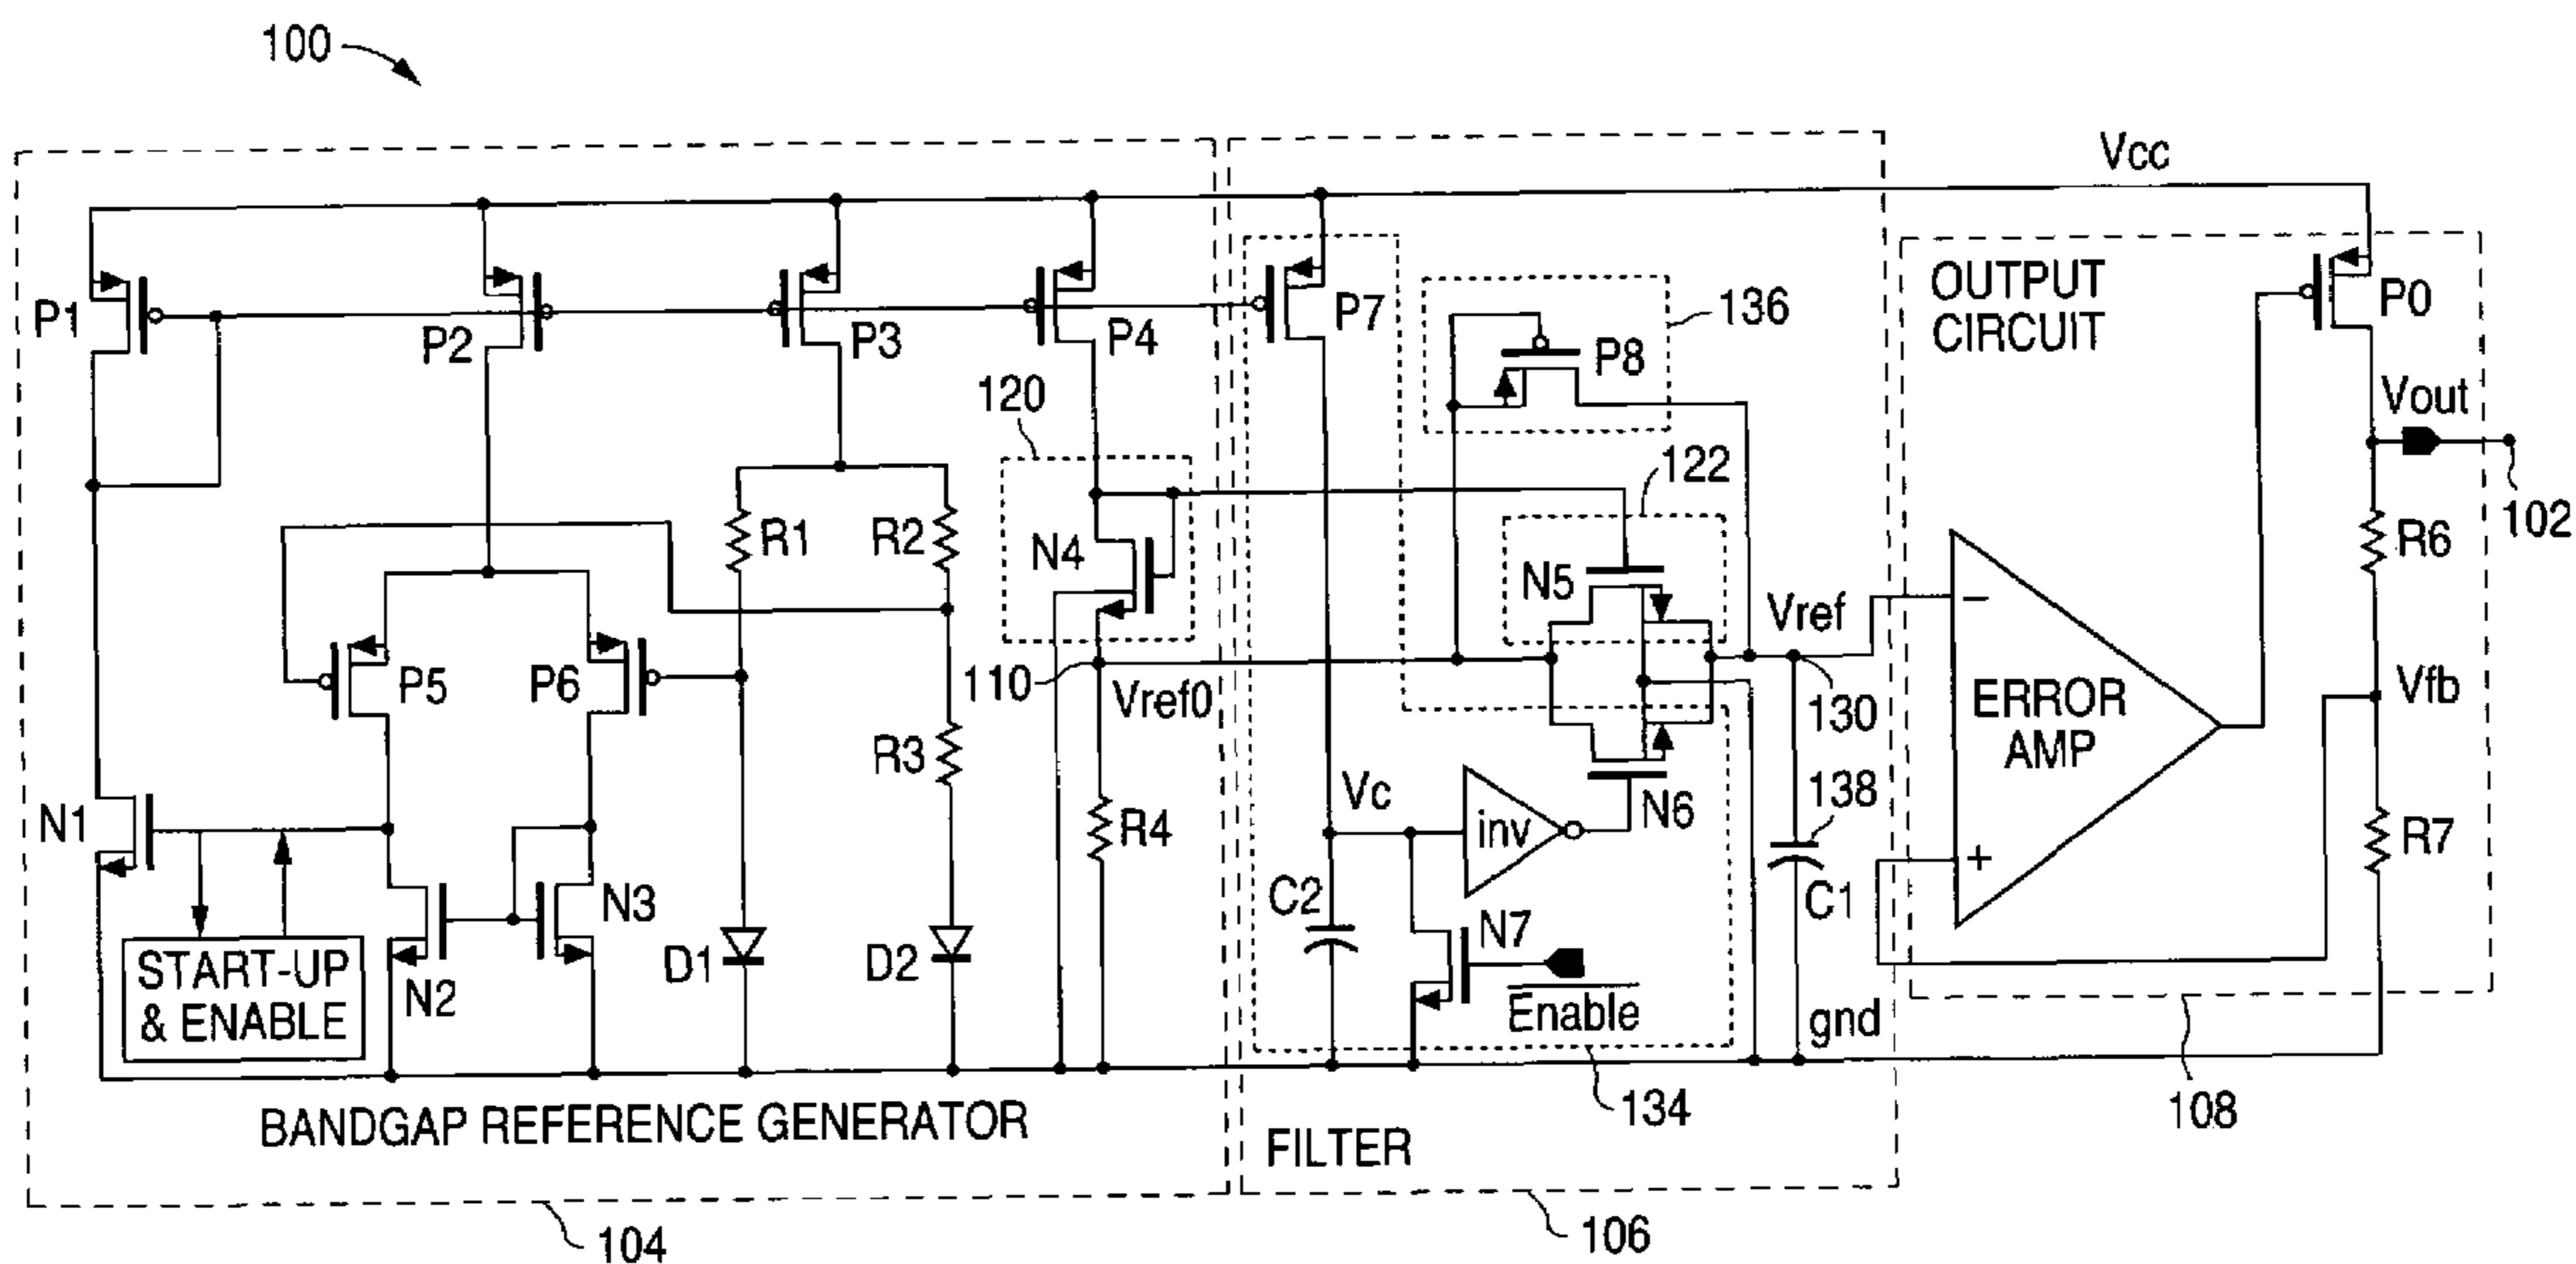 100
Vcc
P1
P2
P3
P4
P7
136
P8
OUTPUT
CIRCUIT
P0
120
Vout
122
102
R1
R2
N4
N5
R6
Vref
P5
P6
110
Vref0
130
Vfb
ERROR
AMP
−
+
R3
N1
R4
Vc
inv
N6
138
R7
C2
C1
N3
N7
START-UP
& ENABLE
N2
D1
D2
Enable
gnd
BANDGAP REFERENCE GENERATOR
FILTER
134
108
104
106